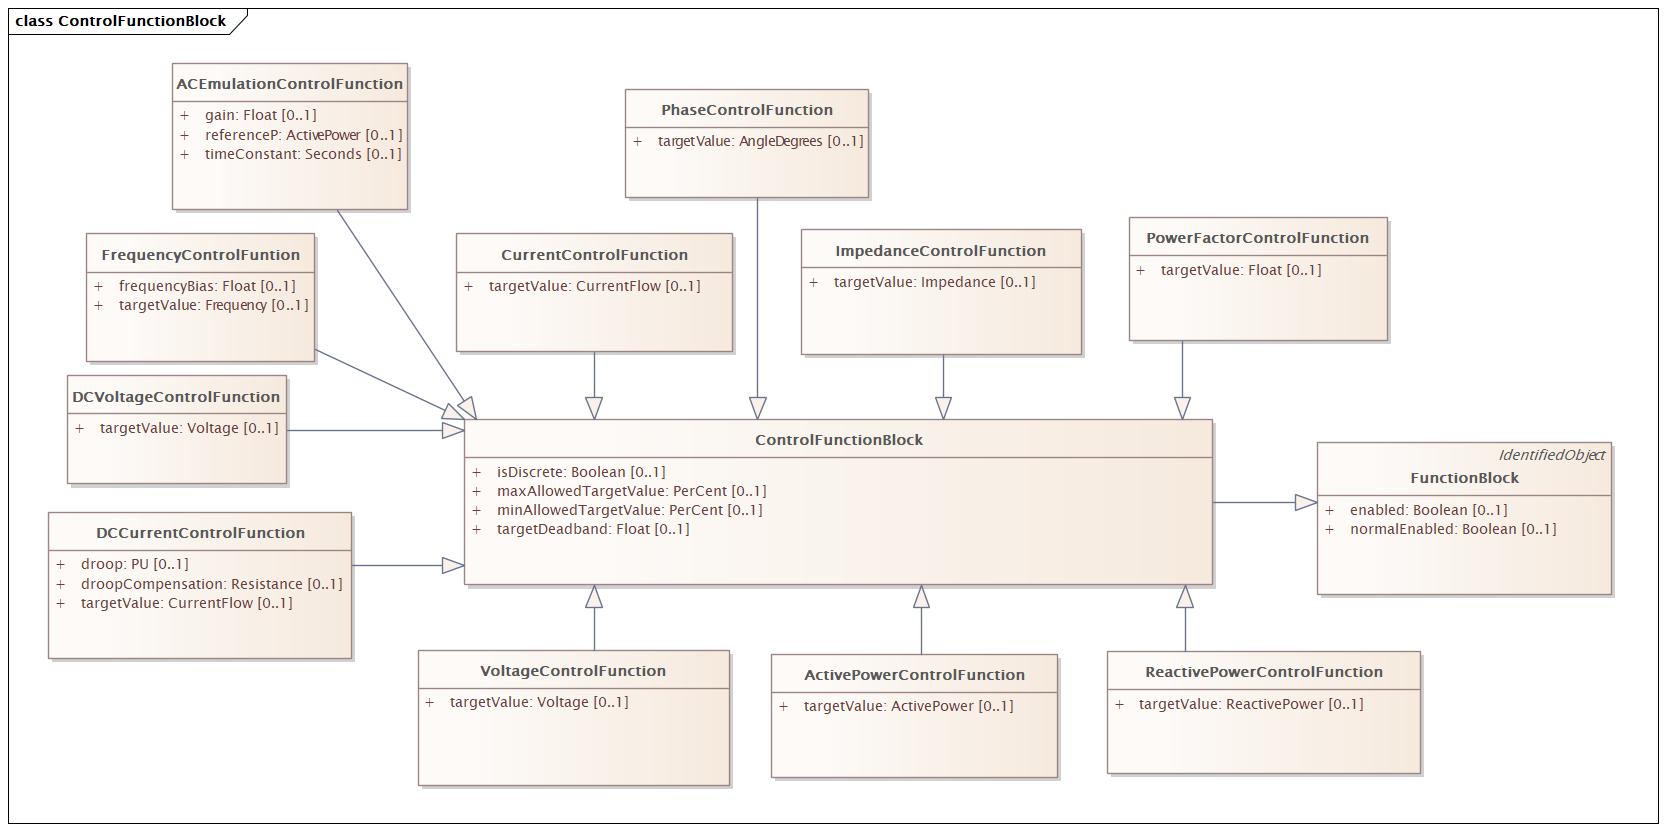 class ControlFunctionBlock
ACEmulationControlFunction
+ gain: Float [0..1]
+ referenceP: ActivePower [0..1]
+ timeConstant: Seconds [0..1]
PhaseControlFunction
+ targetValue: AngleDegrees [0..1]
FrequencyControlFuntion
+ frequencyBias: Float [0..1]
+ targetValue: Frequency [0..1]
CurrentControlFunction
+ targetValue: CurrentFlow [0..1]
ImpedanceControlFunction
+ targetValue: Impedance [0..1]
PowerFactorControlFunction
+ targetValue: Float [0..1]
DCVoltageControlFunction
+ targetValue: Voltage [0..1]
ControlFunctionBlock
+ isDiscrete: Boolean [0..1]
+ maxAllowedTargetValue: PerCent [0..1]
+ minAllowedTargetValue: PerCent [0..1]
+ targetDeadband: Float [0..1]
IdentifiedObject
FunctionBlock
+ enabled: Boolean [0..1]
+ normalEnabled: Boolean [0..1]
DCCurrentControlFunction
+ droop: PU [0..1]
+ droopCompensation: Resistance [0..1]
+ targetValue: CurrentFlow [0..1]
VoltageControlFunction
+ targetValue: Voltage [0..1]
ActivePowerControlFunction
+ targetValue: ActivePower [0..1]
ReactivePowerControlFunction
+ targetValue: ReactivePower [0..1]